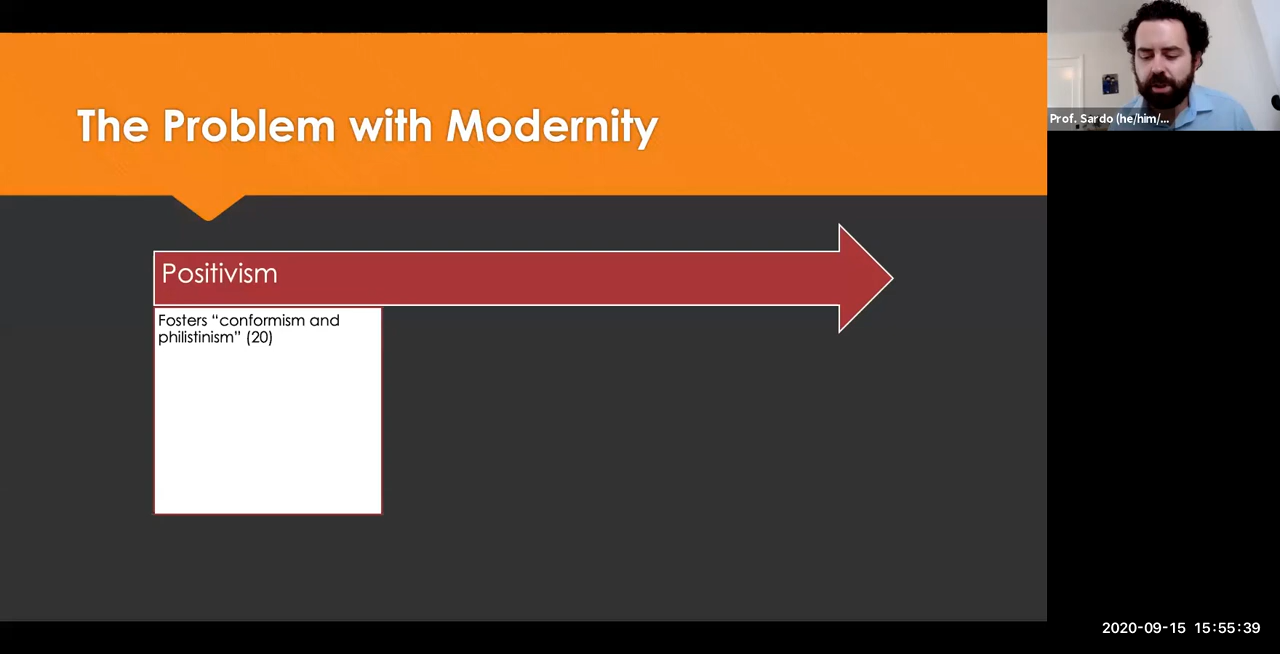 The Problem with Modernity
Prof. Sardo (he/him/...
Positivism
Fosters “conformism and
philistinism” (20)
2020-09-15 15:55:39